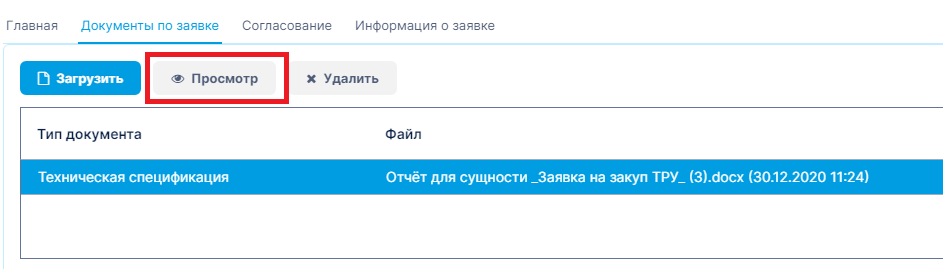 Главная Документы по заявке Согласование Информация о заявке
Загрузить Просмотр Удалить
Тип документа Файл
Техническая спецификация Отчёт для сущности _Заявка на закуп ТРУ_ (3).docx (30.12.2020 11:24)